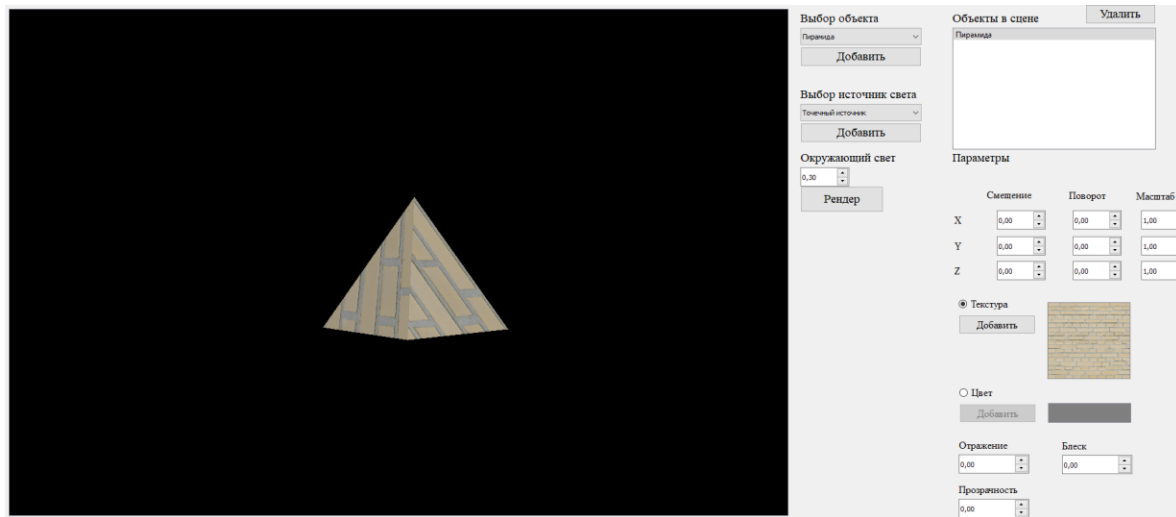 Выбор объекта
Пирамида
Добавить
Выбор источник света
Точечный источник
Добавить
Окружающий свет
0,30
Рендер
Объекты в сцене
Удалить
Пирамида
Параметры
Смещение Поворот Масштаб
X 0,00 0,00 1,00
Y 0,00 0,00 1,00
Z 0,00 0,00 1,00
Текстура
Добавить
Цвет
Добавить
Отражение Блеск
0,00 0,00
Прозрачность
0,00